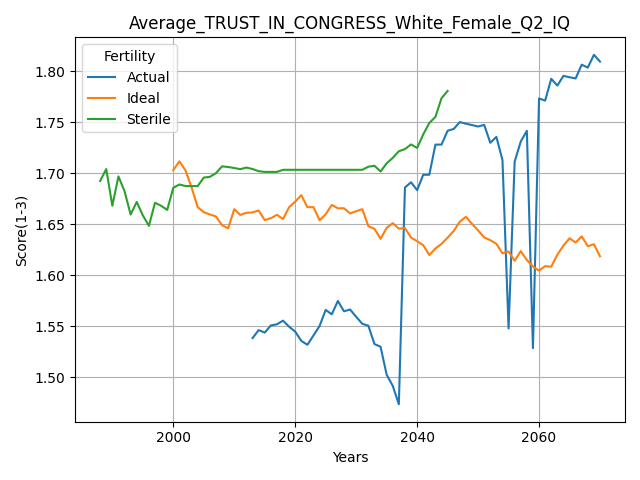 Average_TRUST_IN_CONGRESS_White_Female_Q2_IQ
Fertility
Actual
Ideal
Sterile
Score(1-3)
1.80
1.75
1.70
1.65
1.60
1.55
1.50
2000 2020 2040 2060
Years